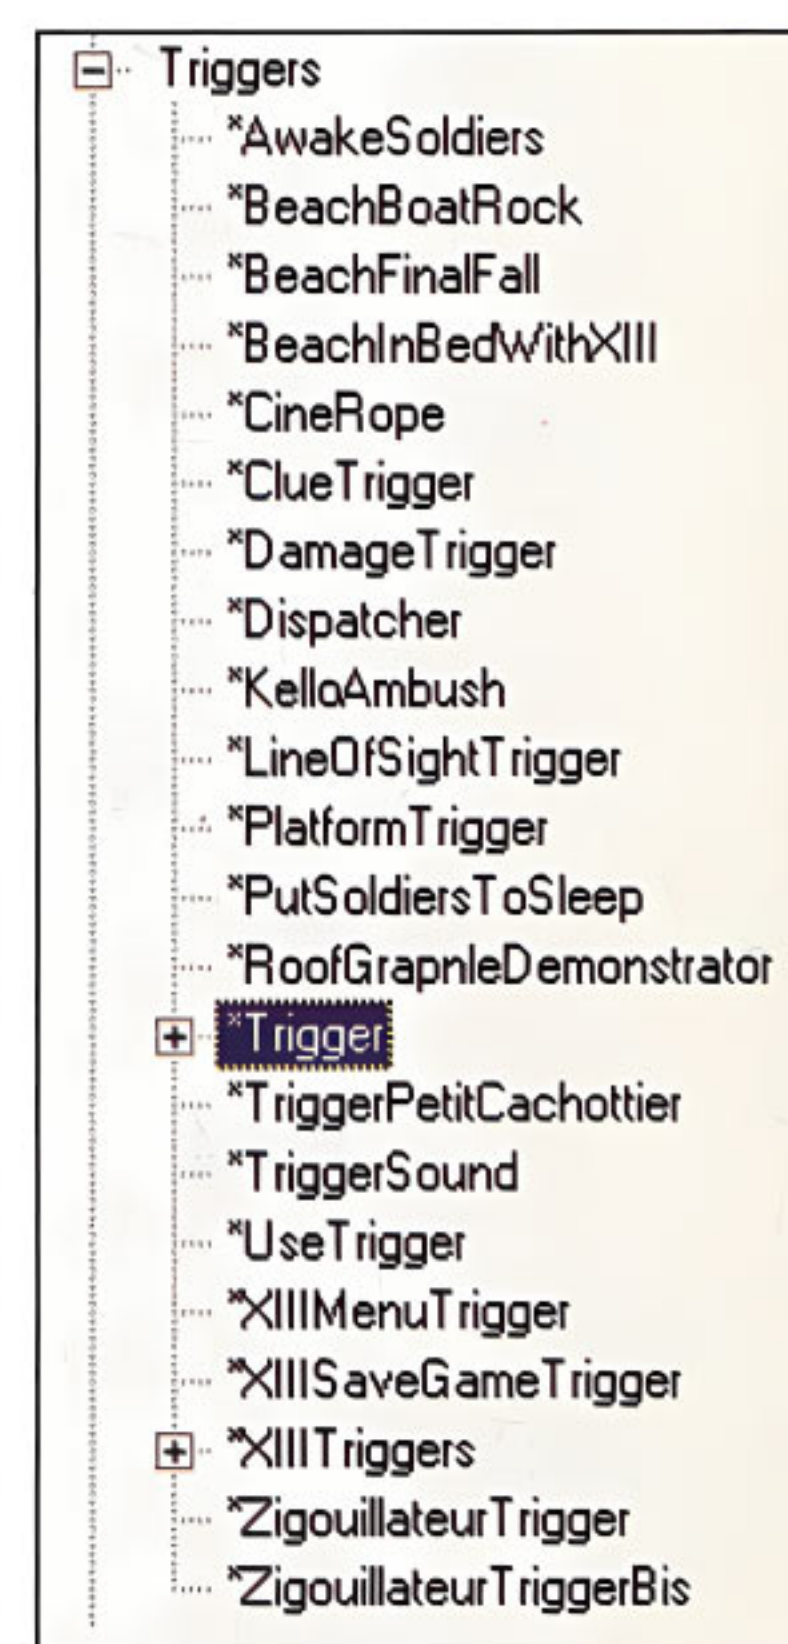 Triggers
*AwakeSoldiers
*BeachBoatRock
*BeachFinalFall
*BeachInBedWithXIII
*CineRope
*ClueTrigger
*DamageTrigger
*Dispatcher
*KelloAmbush
*LineOfSightTrigger
*PlatformTrigger
*PutSoldiersToSleep
*RoofGrapnleDemonstrator
*Trigger
*TriggerPetitCachottier
*TriggerSound
*UseTrigger
*XIIIMenuTrigger
*XIIISaveGameTrigger
*XIIITriggers
*ZigouillateurTrigger
*ZigouillateurTriggerBis